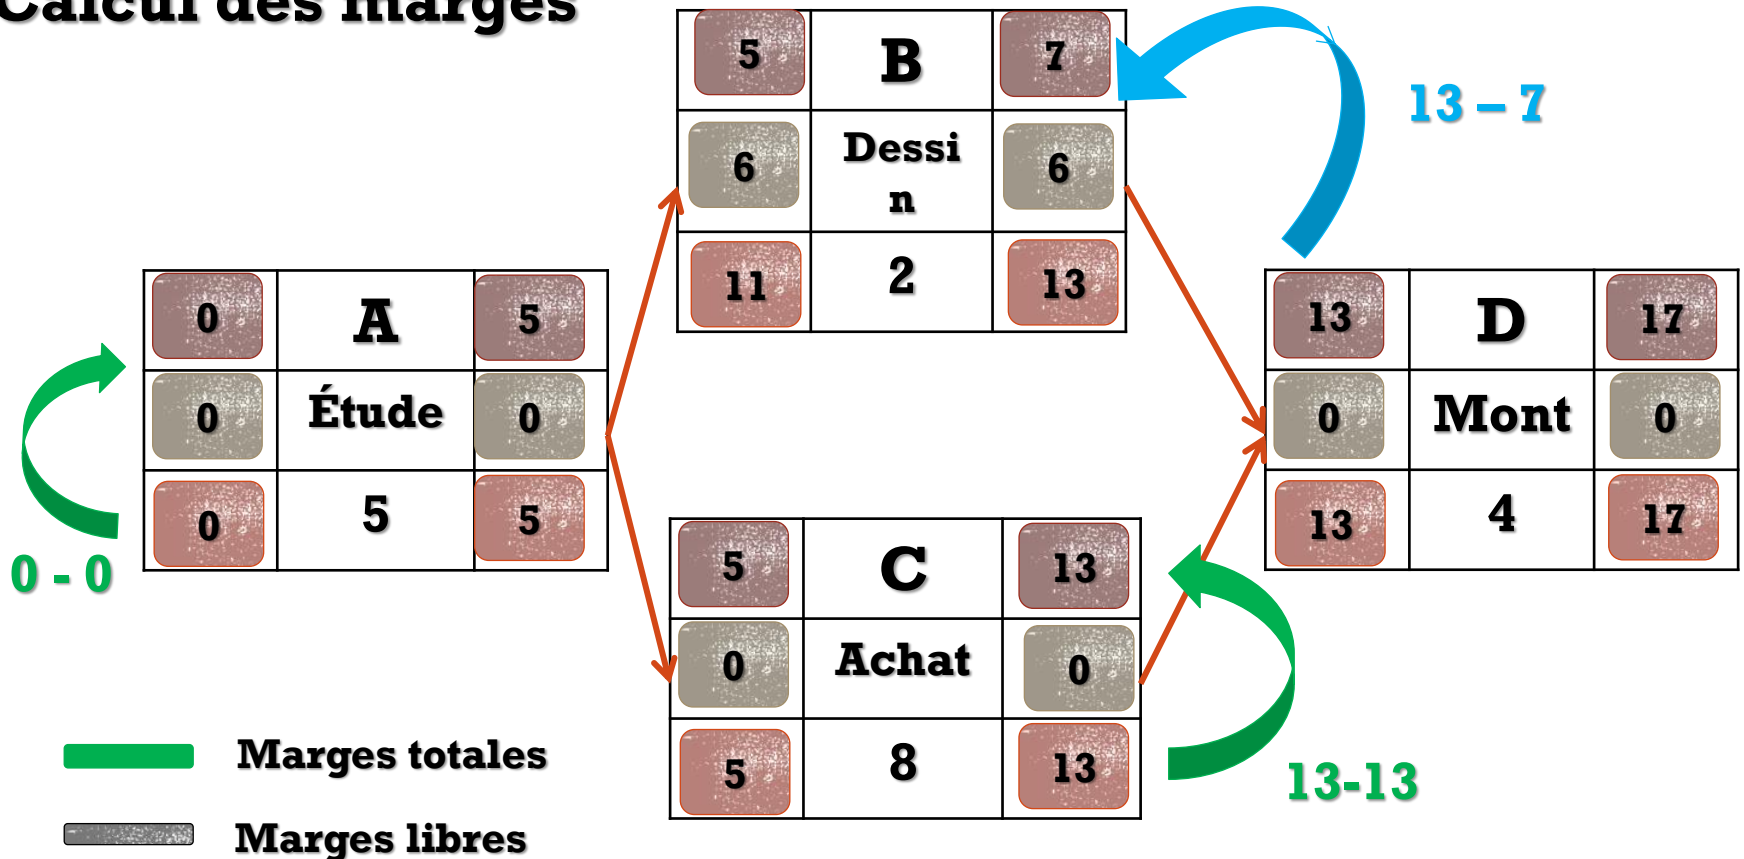 Calcul des marges
5 B 7
6 Dessi 6
n
11 2 13
13 – 7
0 A 5
0 Étude 0
0 5 5
0 - 0
13 D 17
0 Mont 0
13 4 17
5 C 13
0 Achat 0
5 8 13
13-13
Marges totales
Marges libres